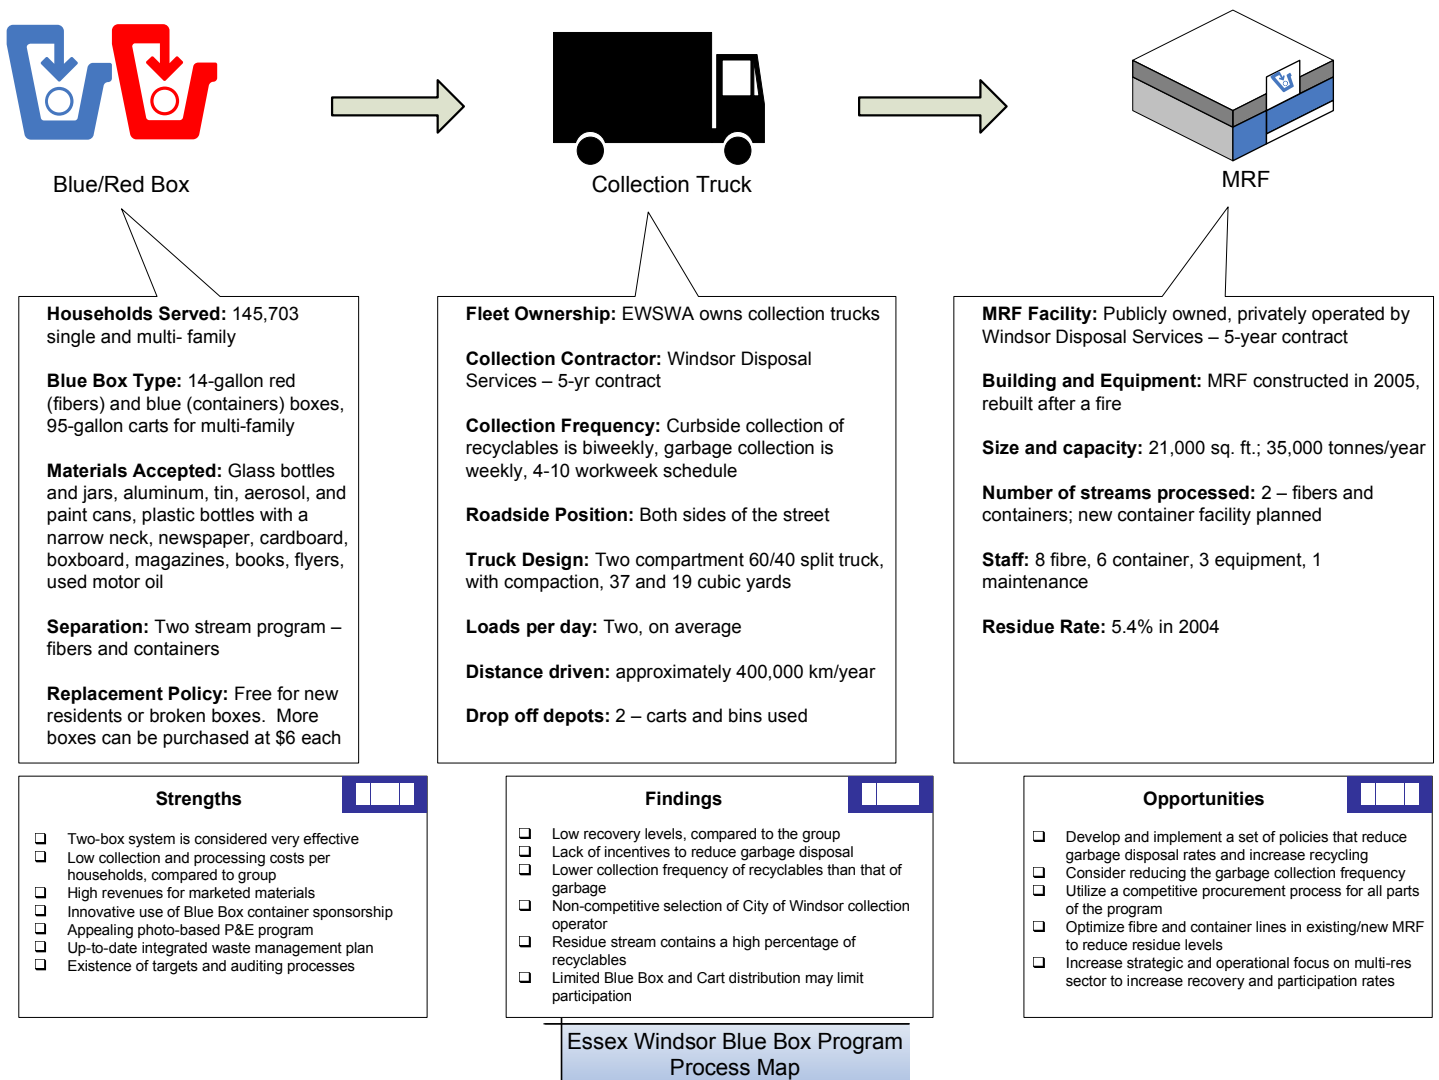 Blue/Red Box
Collection Truck
MRF
Households Served: 145,703
single and multi- family
Blue Box Type: 14-gallon red
(fibers) and blue (containers) boxes,
95-gallon carts for multi-family
Materials Accepted: Glass bottles
and jars, aluminum, tin, aerosol, and
paint cans, plastic bottles with a
narrow neck, newspaper, cardboard,
boxboard, magazines, books, flyers,
used motor oil
Separation: Two stream program –
fibers and containers
Replacement Policy: Free for new
residents or broken boxes.  More
boxes can be purchased at $6 each
Fleet Ownership: EWSWA owns collection trucks
Collection Contractor: Windsor Disposal
Services – 5-yr contract
Collection Frequency: Curbside collection of
recyclables is biweekly, garbage collection is
weekly, 4-10 workweek schedule
Roadside Position: Both sides of the street
Truck Design: Two compartment 60/40 split truck,
with compaction, 37 and 19 cubic yards
Loads per day: Two, on average
Distance driven: approximately 400,000 km/year
Drop off depots: 2 – carts and bins used
MRF Facility: Publicly owned, privately operated by
Windsor Disposal Services – 5-year contract
Building and Equipment: MRF constructed in 2005,
rebuilt after a fire
Size and capacity: 21,000 sq. ft.; 35,000 tonnes/year
Number of streams processed: 2 – fibers and
containers; new container facility planned
Staff: 8 fibre, 6 container, 3 equipment, 1
maintenance
Residue Rate: 5.4% in 2004
Strengths
Two-box system is considered very effective
Low collection and processing costs per
households, compared to group
High revenues for marketed materials
Innovative use of Blue Box container sponsorship
Appealing photo-based P&E program
Up-to-date integrated waste management plan
Existence of targets and auditing processes
Findings
Low recovery levels, compared to the group
Lack of incentives to reduce garbage disposal
Lower collection frequency of recyclables than that of
garbage
Non-competitive selection of City of Windsor collection
operator
Residue stream contains a high percentage of
recyclables
Limited Blue Box and Cart distribution may limit
participation
Opportunities
Develop and implement a set of policies that reduce
garbage disposal rates and increase recycling
Consider reducing the garbage collection frequency
Utilize a competitive procurement process for all parts
of the program
Optimize fibre and container lines in existing/new MRF
to reduce residue levels
Increase strategic and operational focus on multi-res
sector to increase recovery and participation rates
Essex Windsor Blue Box Program
Process Map